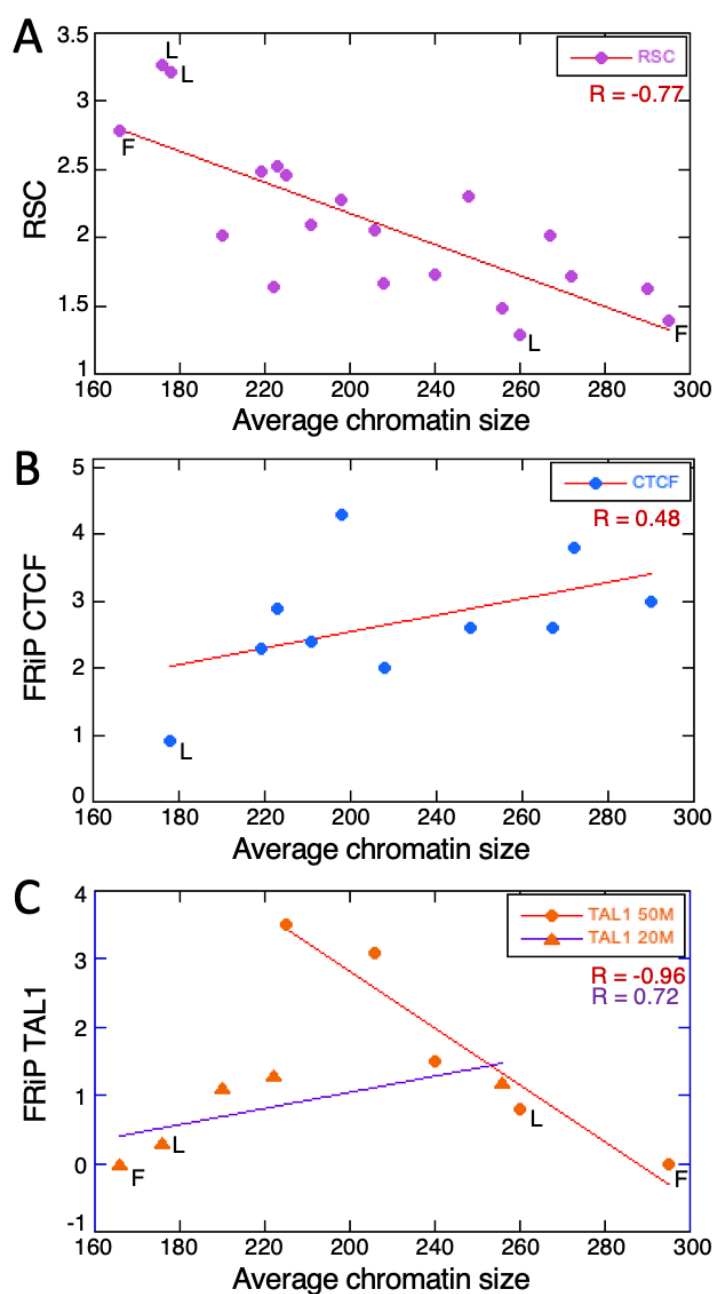 A
3.5
3
2.5
2
1.5
1
RSC
L
L
F
L
F
RSC
R = -0.77
160 180 220 200 240 260 280 300
Average chromatin size
B
5
4
3
2
1
0
FRiP CTCF
L
CTCF
R = 0.48
160 180 220 200 240 260 280 300
Average chromatin size
C
4
3
2
1
0
-1
FRiP TAL1
F
L
L
F
TAL1 50M
TAL1 20M
R = -0.96
R = 0.72
160 180 220 200 240 260 280 300
Average chromatin size